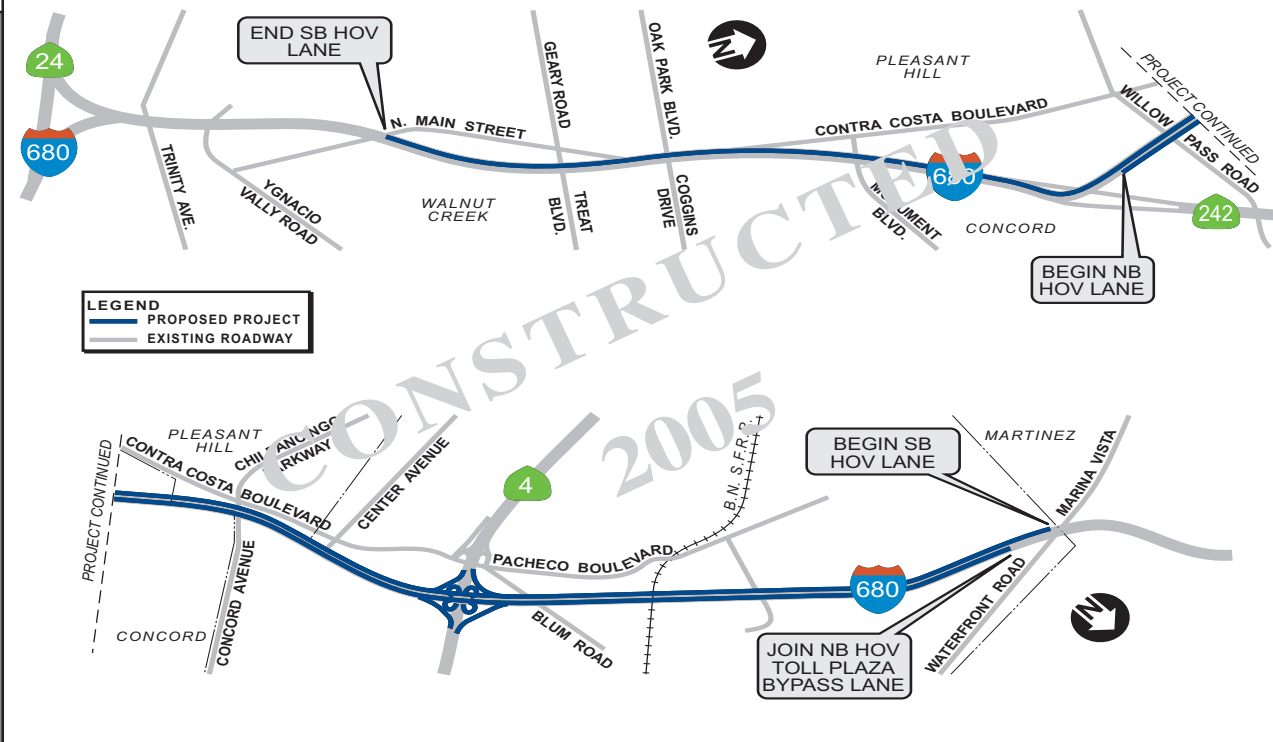 24
680
END SB HOV
LANE
TRINITY AVE.
YGNACIO
VALLY ROAD
N. MAIN STREET
WALNUT
CREEK
GEARY ROAD
TREAT
BLVD.
OAK PARK BLVD.
COGGINS
DRIVE
N
PLEASANT
HILL
CONTRA COSTA BOULEVARD
MONUMENT
BLVD.
680
CONCORD
WILLOW PASS ROAD
PROJECT CONTINUED
242
BEGIN NB
HOV LANE
LEGEND
PROPOSED PROJECT
EXISTING ROADWAY
CONSTRUCTED
2005
PROJECT CONTINUED
PLEASANT
HILL
CONTRA COSTA BOULEVARD
CONCORD
CONCORD AVENUE
CENTER AVENUE
4
PACHECO BOULEVARD
BLUM ROAD
B.N. S.F.R.R.
680
BEGIN SB
HOV LANE
MARTINEZ
MARINA VISTA
WATERFRONT ROAD
JOIN NB HOV
TOLL PLAZA
BYPASS LANE
N